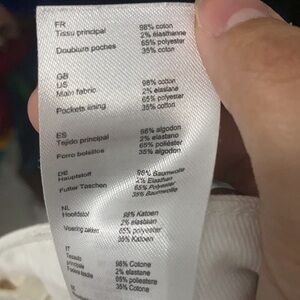 FR
Tissu principal 98% coton
2% élasthanne
Doublure poches 65% polyester
35% coton
GB
US
Main fabric 98% cotton
2% elastane
Pockets lining 65% polyester
35% cotton
ES
Tejido principal 98% algodon
2% elastano
Forro bolsillos 65% poliéster
35% algodon
DE
Hauptstoff 98% Baumwolle
2% Elasthan
Futter Taschen 65% Polyester
35% Baumwolle
NL
Hoofdstof 98% Katoen
2% elasthaan
Voering zakken 65% polyester
35% Katoen
IT
Tessuto
principale 98% Cotone
2% elastane
65% poliestere
35% Cotone